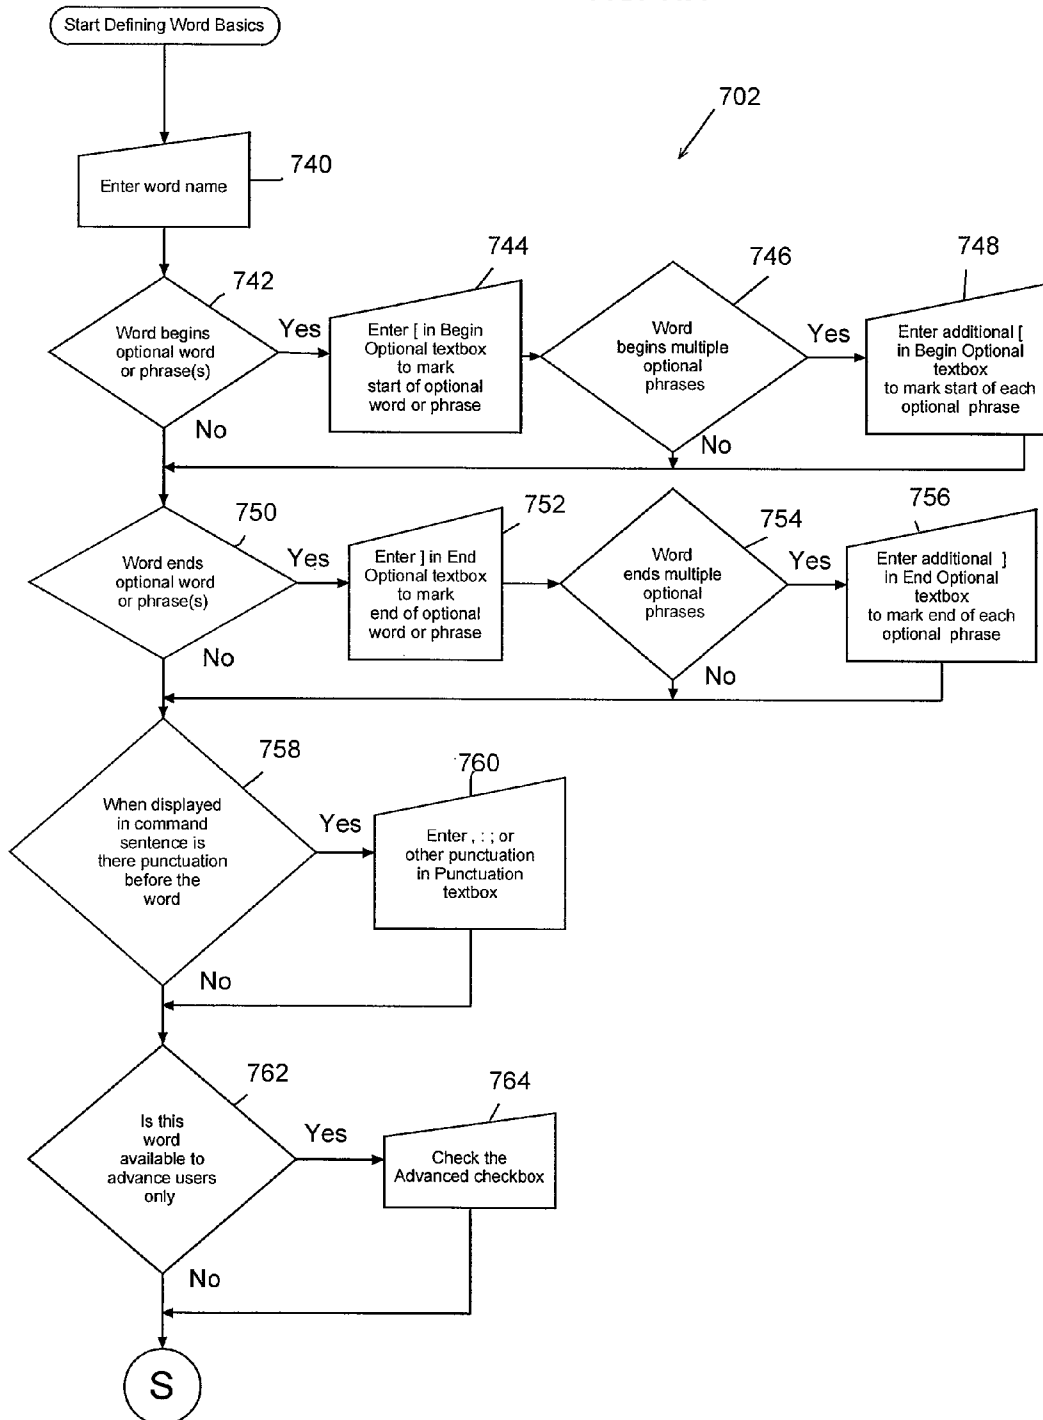 Start Defining Word Basics
702
740
Enter word name
742
Word begins
optional word
or phrase(s)
Yes
No
744
Enter [ in Begin
Optional textbox
to mark
start of optional
word or phrase
746
Word
begins multiple
optional
phrases
Yes
No
748
Enter additional [
in Begin Optional
textbox
to mark start of each
optional phrase
750
Word ends
optional word
or phrase(s)
Yes
No
752
Enter ] in End
Optional textbox
to mark
end of optional
word or phrase
754
Word
ends multiple
optional
phrases
Yes
No
756
Enter additional ]
in End Optional
textbox
to mark end of each
optional phrase
758
When displayed
in command
sentence is
there punctuation
before the
word
Yes
No
760
Enter , : ; or
other punctuation
in Punctuation
textbox
762
Is this
word
available to
advance users
only
Yes
No
764
Check the
Advanced checkbox
S